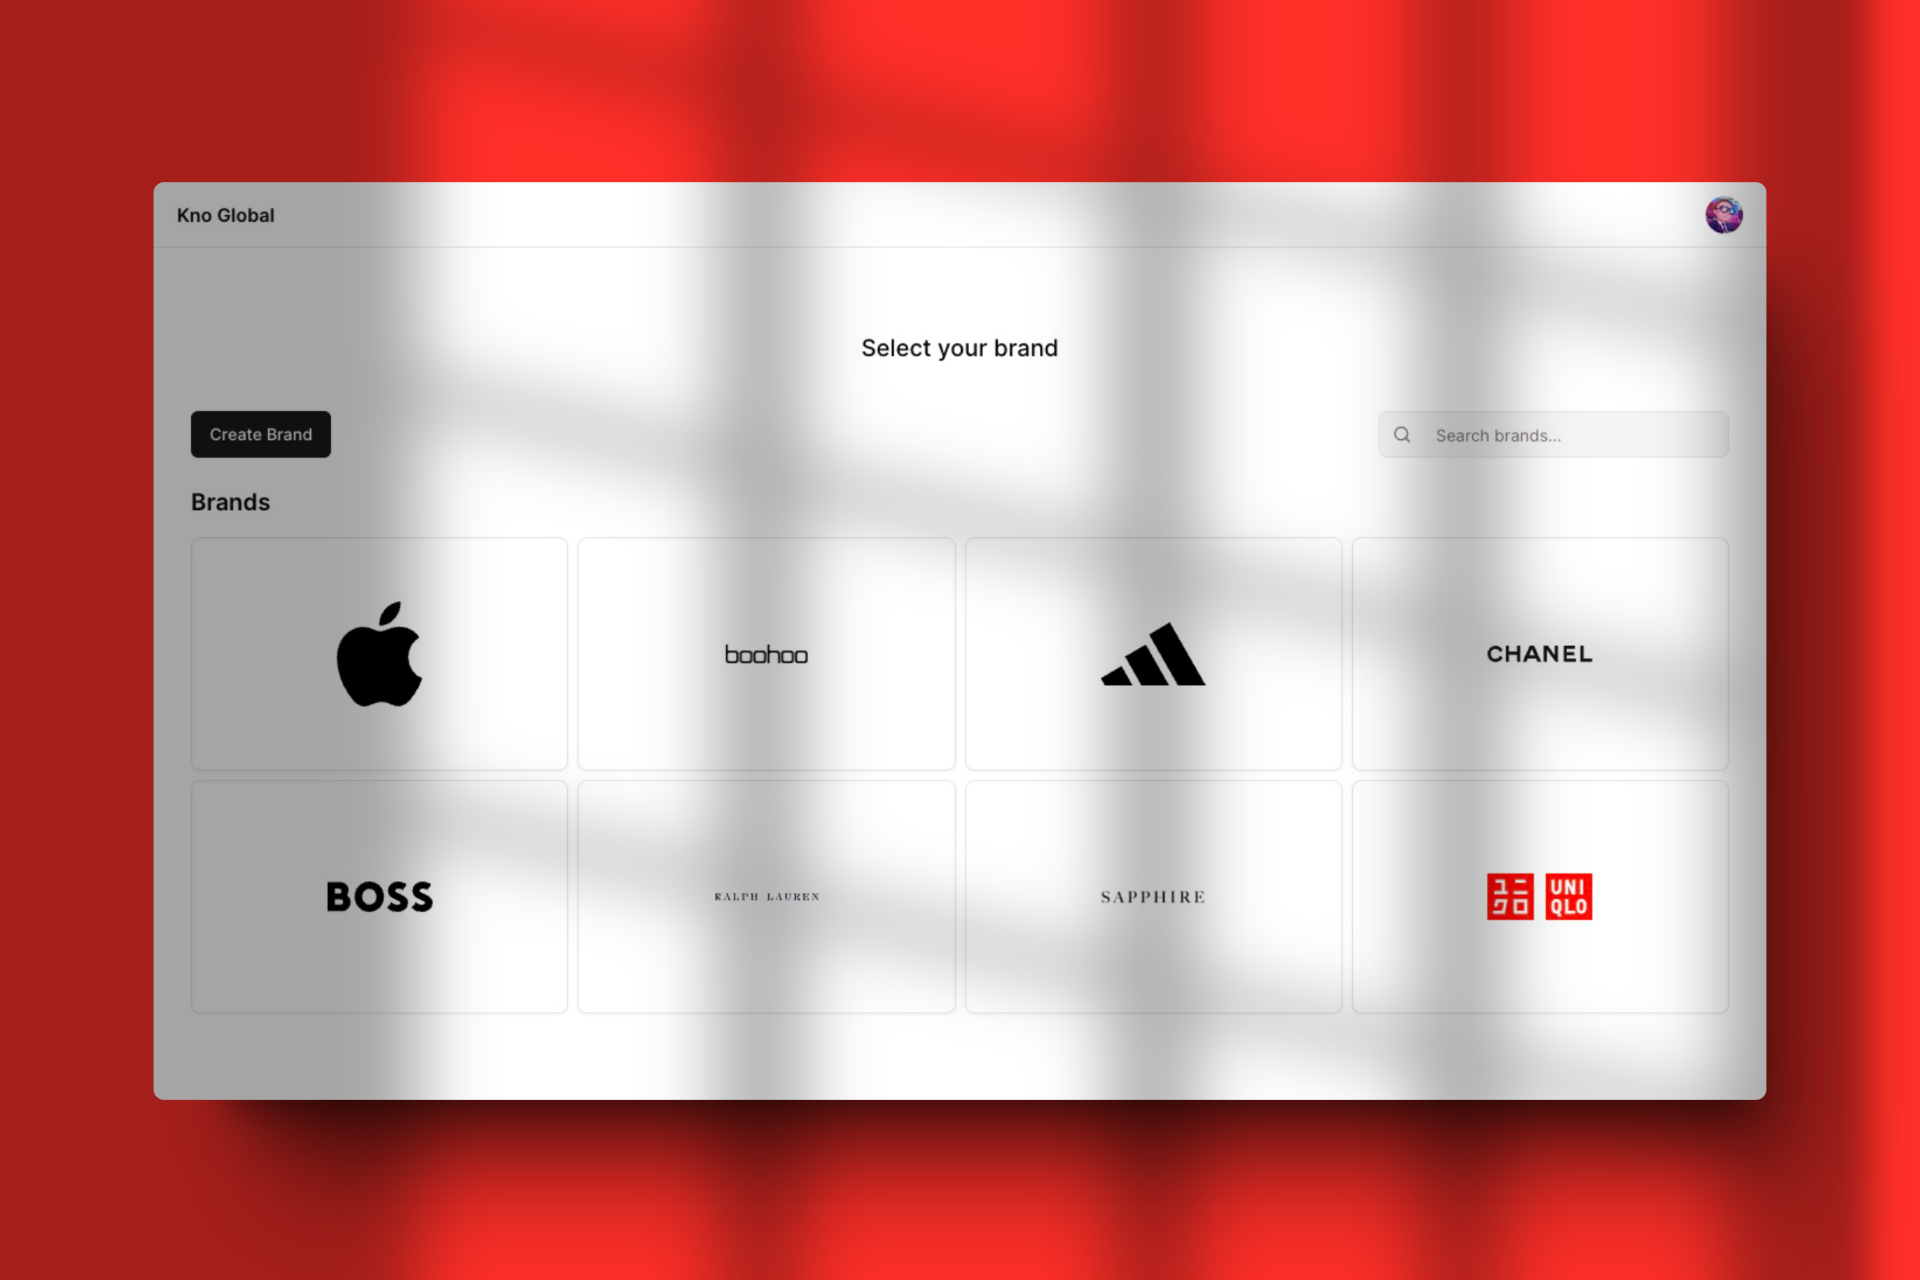 Kno Global
Select your brand
Create Brand
Search brands...
Brands
boohoo
CHANEL
BOSS
RALPH LAUREN
SAPPHIRE
ユニ UNI
クロ QLO